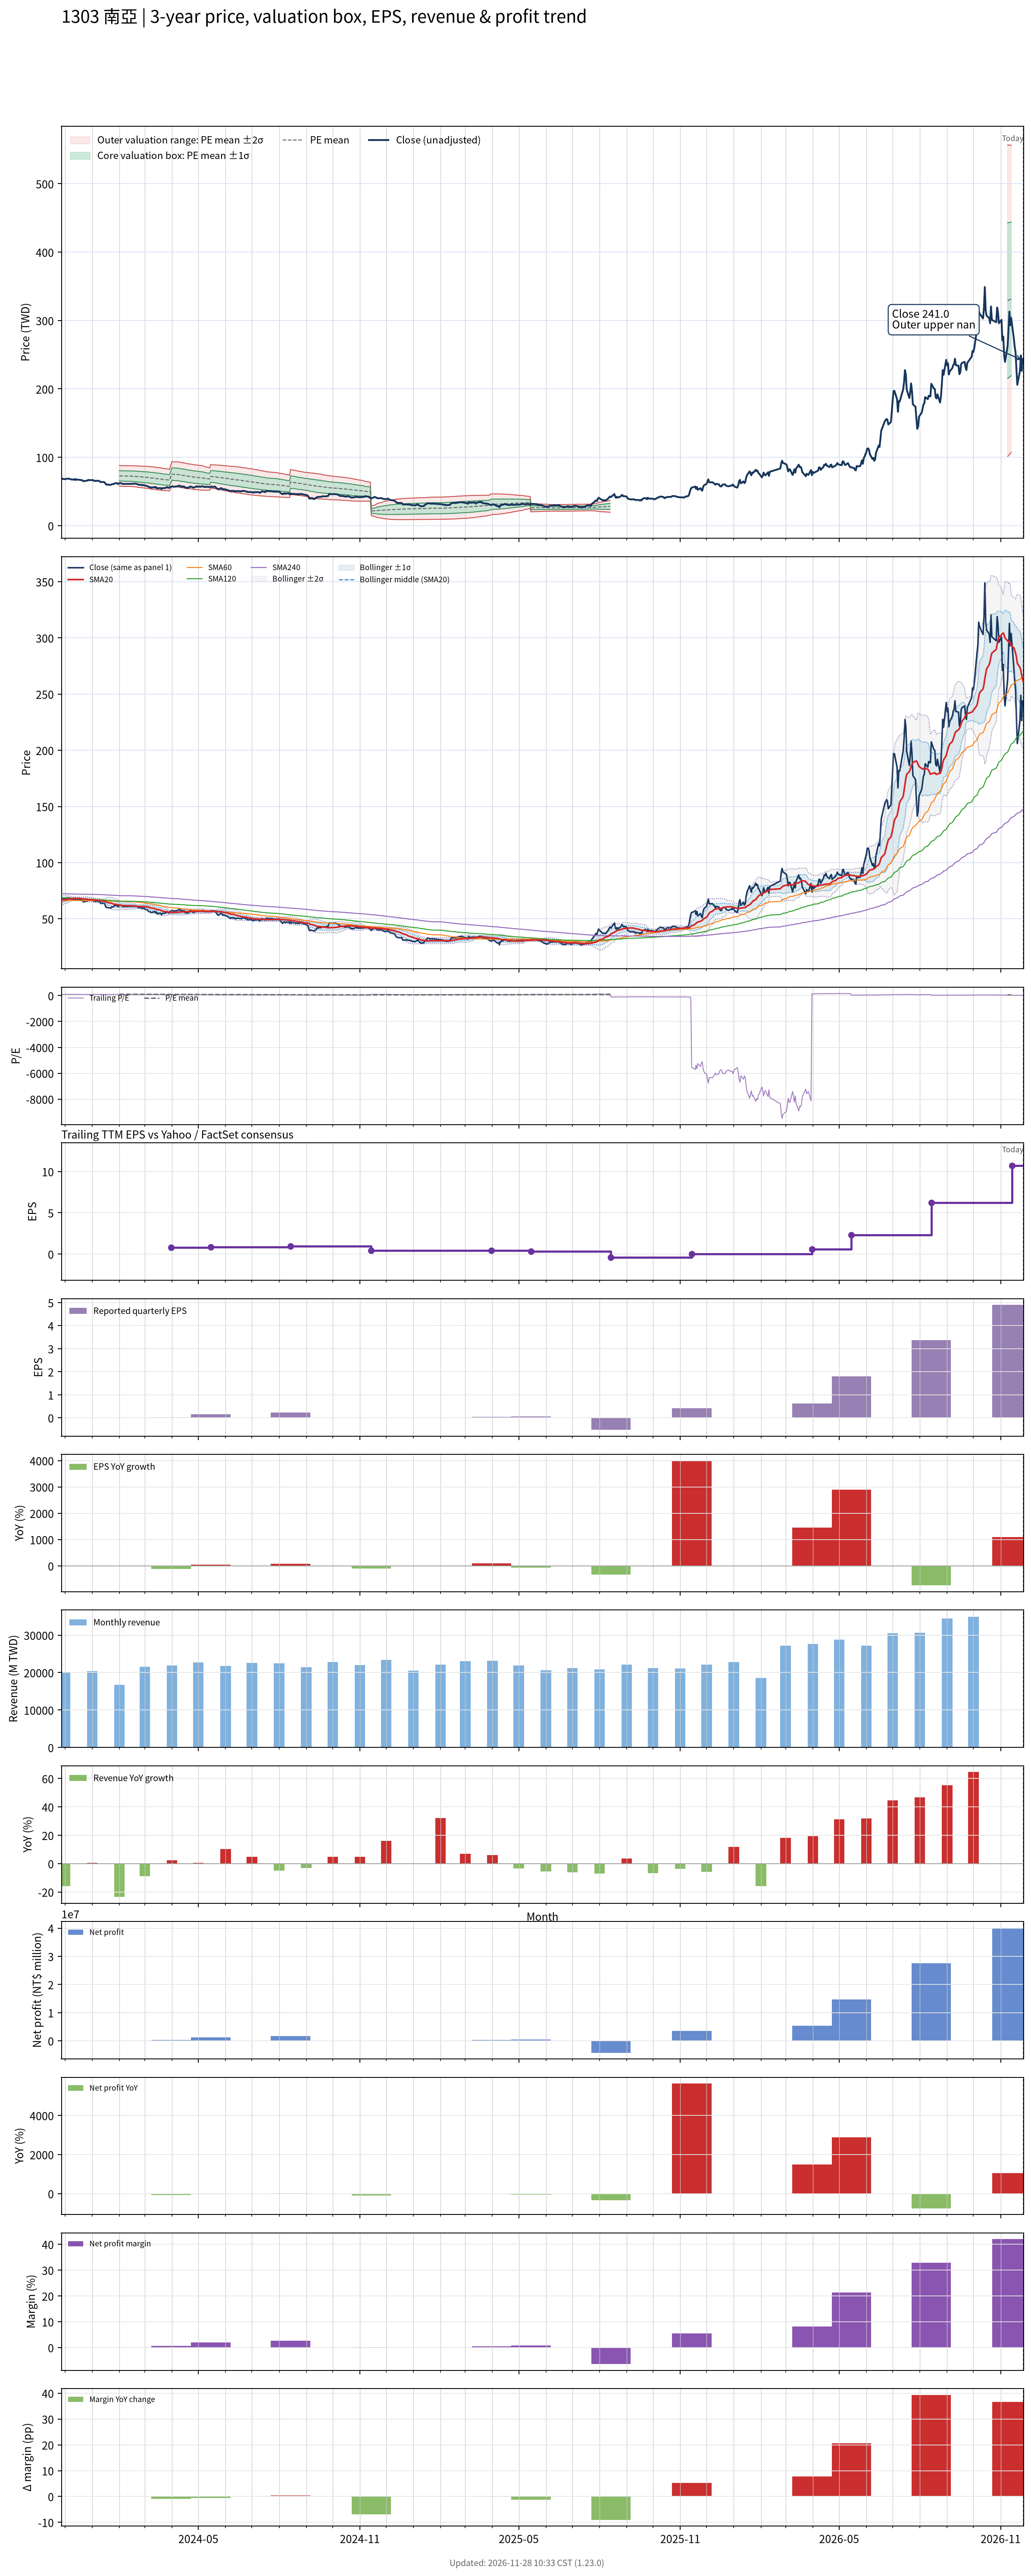 1303 南亞 | 3-year price, valuation box, EPS, revenue & profit trend
Outer valuation range: PE mean ±2σ
Core valuation box: PE mean ±1σ
PE mean
Close (unadjusted)
Today
Close 241.0
Outer upper nan
Price (TWD)
500
400
300
200
100
0
Close (same as panel 1)
SMA20
SMA60
SMA120
SMA240
Bollinger ±2σ
Bollinger ±1σ
Bollinger middle (SMA20)
Price
350
300
250
200
150
100
50
Trailing P/E
P/E mean
P/E
0
-2000
-4000
-6000
-8000
Trailing TTM EPS vs Yahoo / FactSet consensus
Today
EPS
10
5
0
Reported quarterly EPS
EPS
5
4
3
2
1
0
EPS YoY growth
YoY (%)
4000
3000
2000
1000
0
Monthly revenue
Revenue (M TWD)
30000
20000
10000
0
Revenue YoY growth
YoY (%)
60
40
20
0
-20
Month
1e7
Net profit
Net profit (NT$ million)
4
3
2
1
0
Net profit YoY
YoY (%)
4000
2000
0
Net profit margin
Margin (%)
40
30
20
10
0
Margin YoY change
Δ margin (pp)
40
30
20
10
0
-10
2024-05
2024-11
2025-05
2025-11
2026-05
2026-11
Updated: 2026-11-28 10:33 CST (1.23.0)